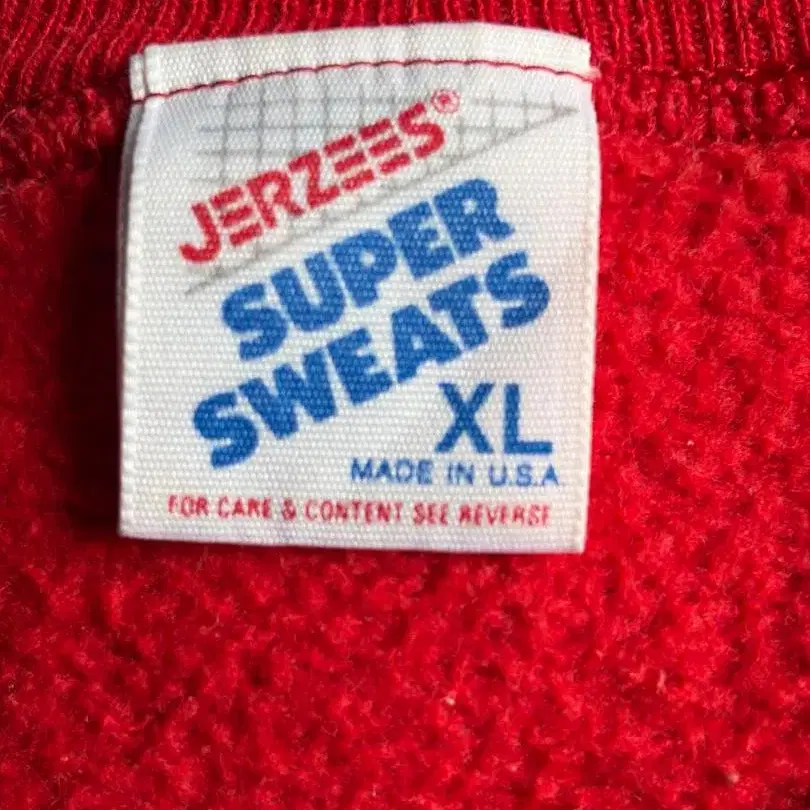 JERZEES®
SUPER
SWEATS
XL
MADE IN U.S.A
FOR CARE & CONTENT SEE REVERSE